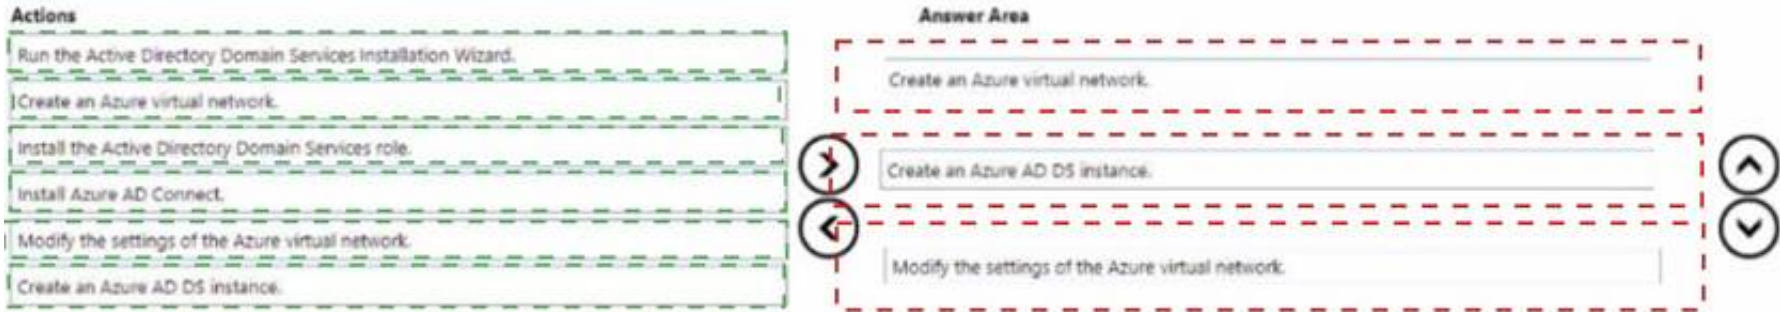 Actions
Run the Active Directory Domain Services Installation Wizard.
Create an Azure virtual network.
Install the Active Directory Domain Services role.
Install Azure AD Connect.
Modify the settings of the Azure virtual network.
Create an Azure AD DS instance.
Answer Area
Create an Azure virtual network.
Create an Azure AD DS instance.
Modify the settings of the Azure virtual network.